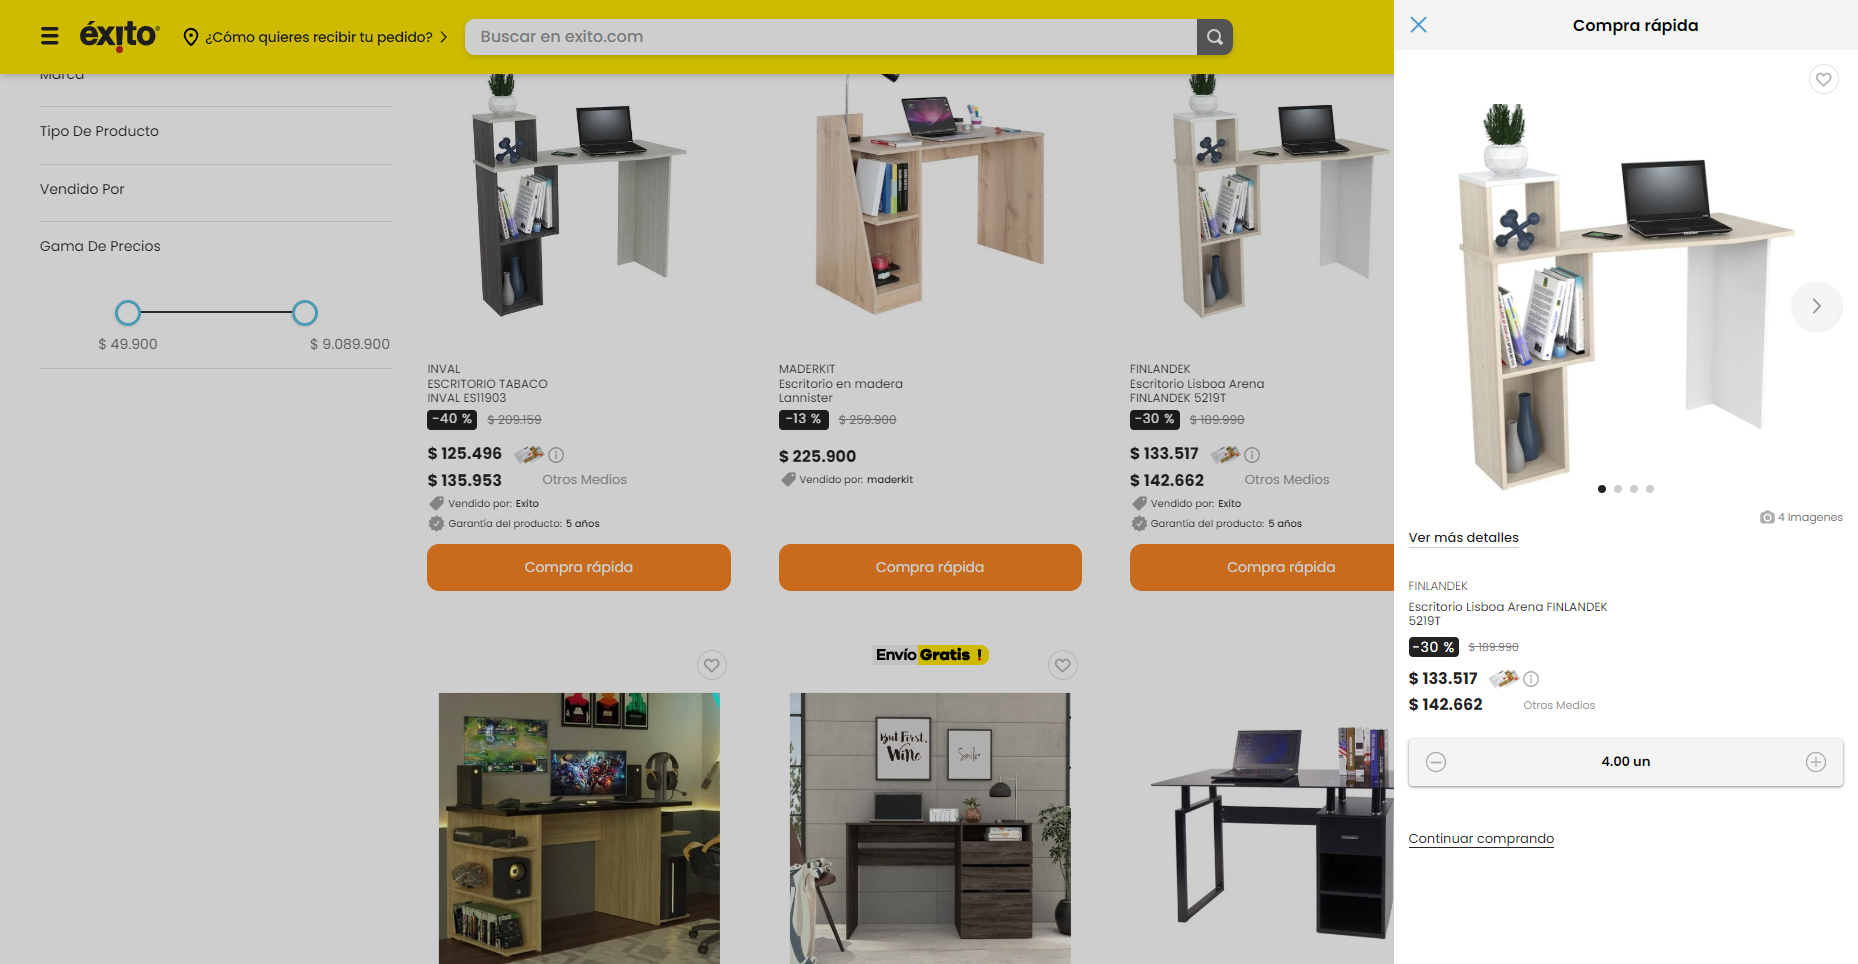 éxito
¿Cómo quieres recibir tu pedido?
Buscar en exito.com
Marca
Tipo De Producto
Vendido Por
Gama De Precios
$ 49.900
$ 9.089.900
INVAL
ESCRITORIO TABACO
INVAL ES11903
-40 %
$ 209.159
$ 125.496
$ 135.953
Otros Medios
Vendido por: Exito
Garantía del producto: 5 años
Compra rápida
MADERKIT
Escritorio en madera
Lannister
-13 %
$ 259.900
$ 225.900
Vendido por: maderkit
Compra rápida
FINLANDEK
Escritorio Lisboa Arena
FINLANDEK 5219T
-30 %
$ 189.990
$ 133.517
$ 142.662
Otros Medios
Vendido por: Exito
Garantía del producto: 5 años
Compra rápida
Envío Gratis !
But First,
Wine
Smile
Compra rápida
4 Imagenes
Ver más detalles
FINLANDEK
Escritorio Lisboa Arena FINLANDEK
5219T
-30 %
$ 189.990
$ 133.517
$ 142.662
Otros Medios
4.00 un
Continuar comprando